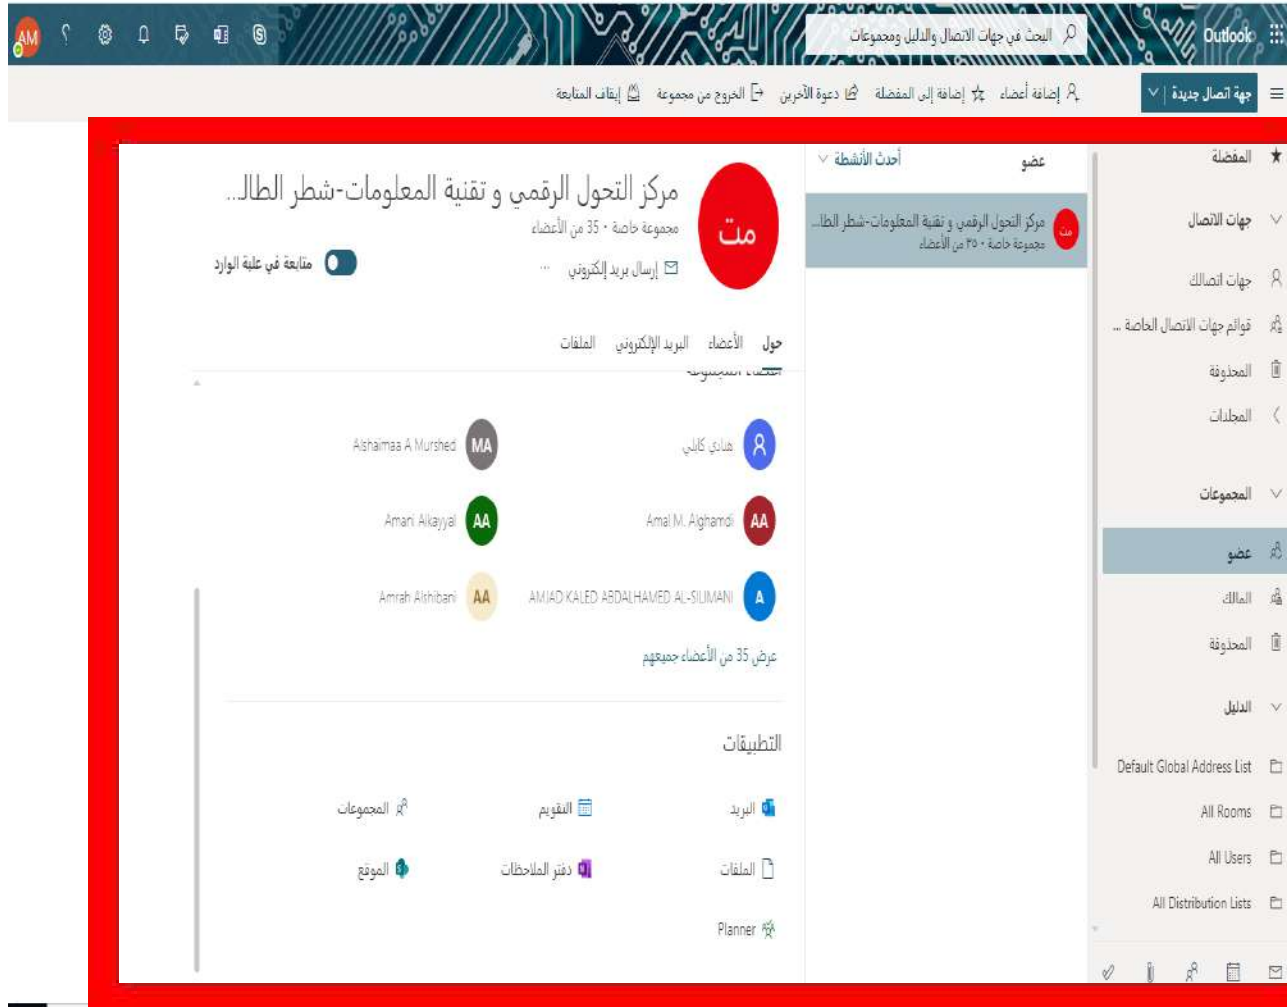 Outlook
البحث في جهات الاتصال والدليل ومجموعات
AM
جهة اتصال جديدة
إضافة أعضاء
إضافة إلى المفضلة
دعوة الآخرين
الخروج من مجموعة
إيقاف المتابعة
المفضلة
جهات الاتصال
جهات اتصالك
قوائم جهات الاتصال الخاصة ...
المحذوفة
المجلدات
المجموعات
عضو
المالك
المحذوفة
الدليل
Default Global Address List
All Rooms
All Users
All Distribution Lists
عضو
أحدث الأنشطة
مت
مركز التحول الرقمي و تقنية المعلومات-شطر الطا...
مجموعة خاصة • ٣٥ من الأعضاء
مت
مركز التحول الرقمي و تقنية المعلومات-شطر الطالـ...
مجموعة خاصة • 35 من الأعضاء
إرسال بريد إلكتروني ...
متابعة في علبة الوارد
حول الأعضاء البريد الإلكتروني الملفات
أعضاء المجموعة
هنادي كابلي
MA Alshaimaa A Murshed
AA Amal M. Alghamdi
AA Amani Alkayyal
A AMJAD KALED ABDALHAMED AL-SILIMANI
AA Amrah Alshibani
عرض 35 من الأعضاء جميعهم
التطبيقات
البريد
التقويم
المجموعات
الملفات
دفتر الملاحظات
الموقع
Planner